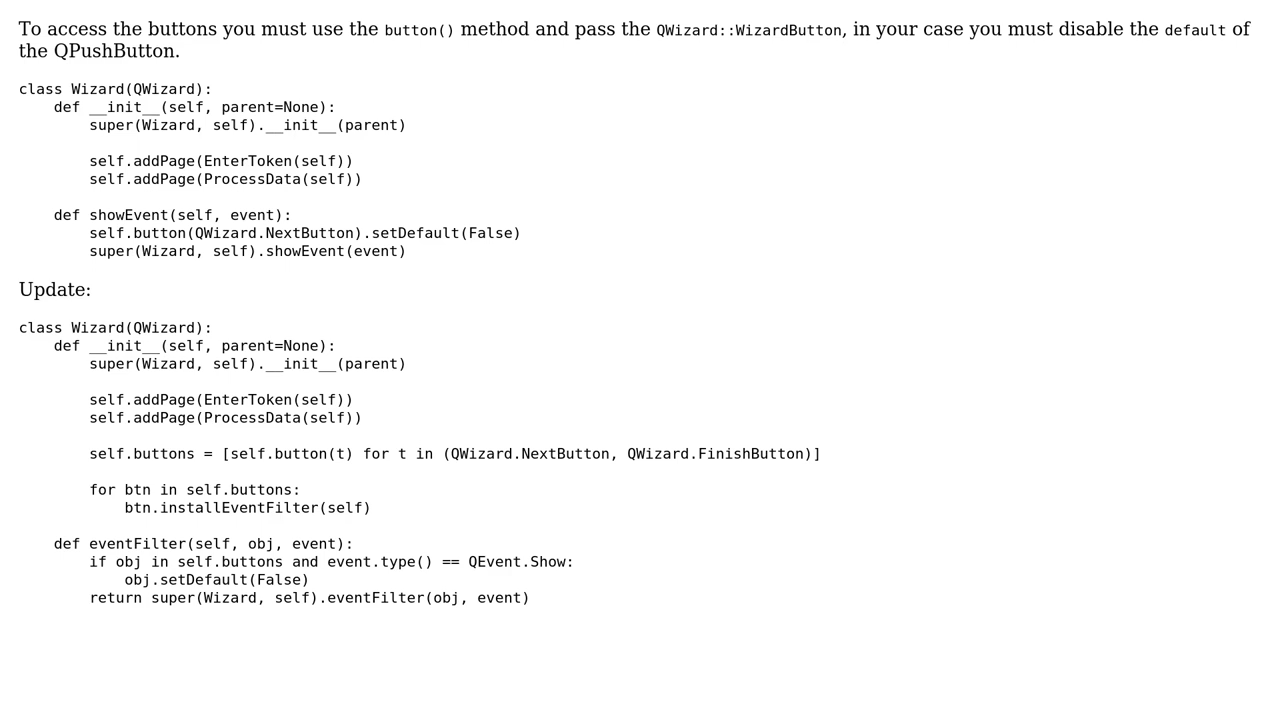 To access the buttons you must use the button() method and pass the QWizard::WizardButton, in your case you must disable the default of
the QPushButton.
class Wizard(QWizard):
    def __init__(self, parent=None):
        super(Wizard, self).__init__(parent)

        self.addPage(EnterToken(self))
        self.addPage(ProcessData(self))

    def showEvent(self, event):
        self.button(QWizard.NextButton).setDefault(False)
        super(Wizard, self).showEvent(event)
Update:
class Wizard(QWizard):
    def __init__(self, parent=None):
        super(Wizard, self).__init__(parent)

        self.addPage(EnterToken(self))
        self.addPage(ProcessData(self))

        self.buttons = [self.button(t) for t in (QWizard.NextButton, QWizard.FinishButton)]

        for btn in self.buttons:
            btn.installEventFilter(self)

    def eventFilter(self, obj, event):
        if obj in self.buttons and event.type() == QEvent.Show:
            obj.setDefault(False)
        return super(Wizard, self).eventFilter(obj, event)